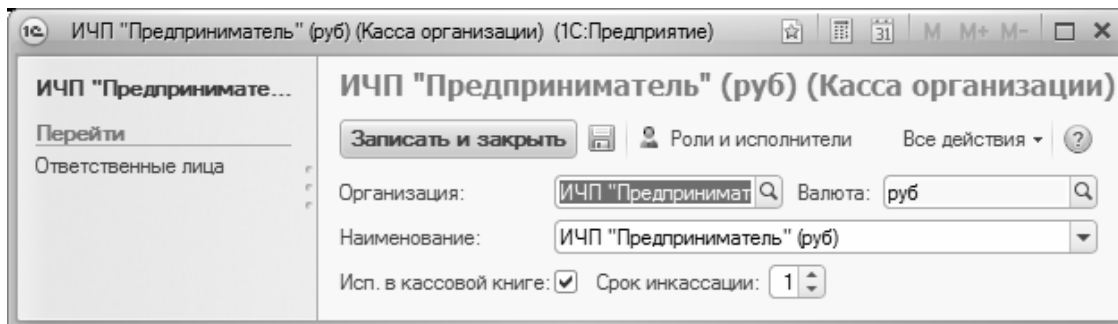 1С ИЧП "Предприниматель" (руб) (Касса организации) (1С:Предприятие) 31 M M+ M-
ИЧП "Предпринимате...
Перейти
Ответственные лица
ИЧП "Предприниматель" (руб) (Касса организации)
Записать и закрыть Роли и исполнители Все действия ?
Организация: ИЧП "Предпринимат Валюта: руб
Наименование: ИЧП "Предприниматель" (руб)
Исп. в кассовой книге: Срок инкассации: 1